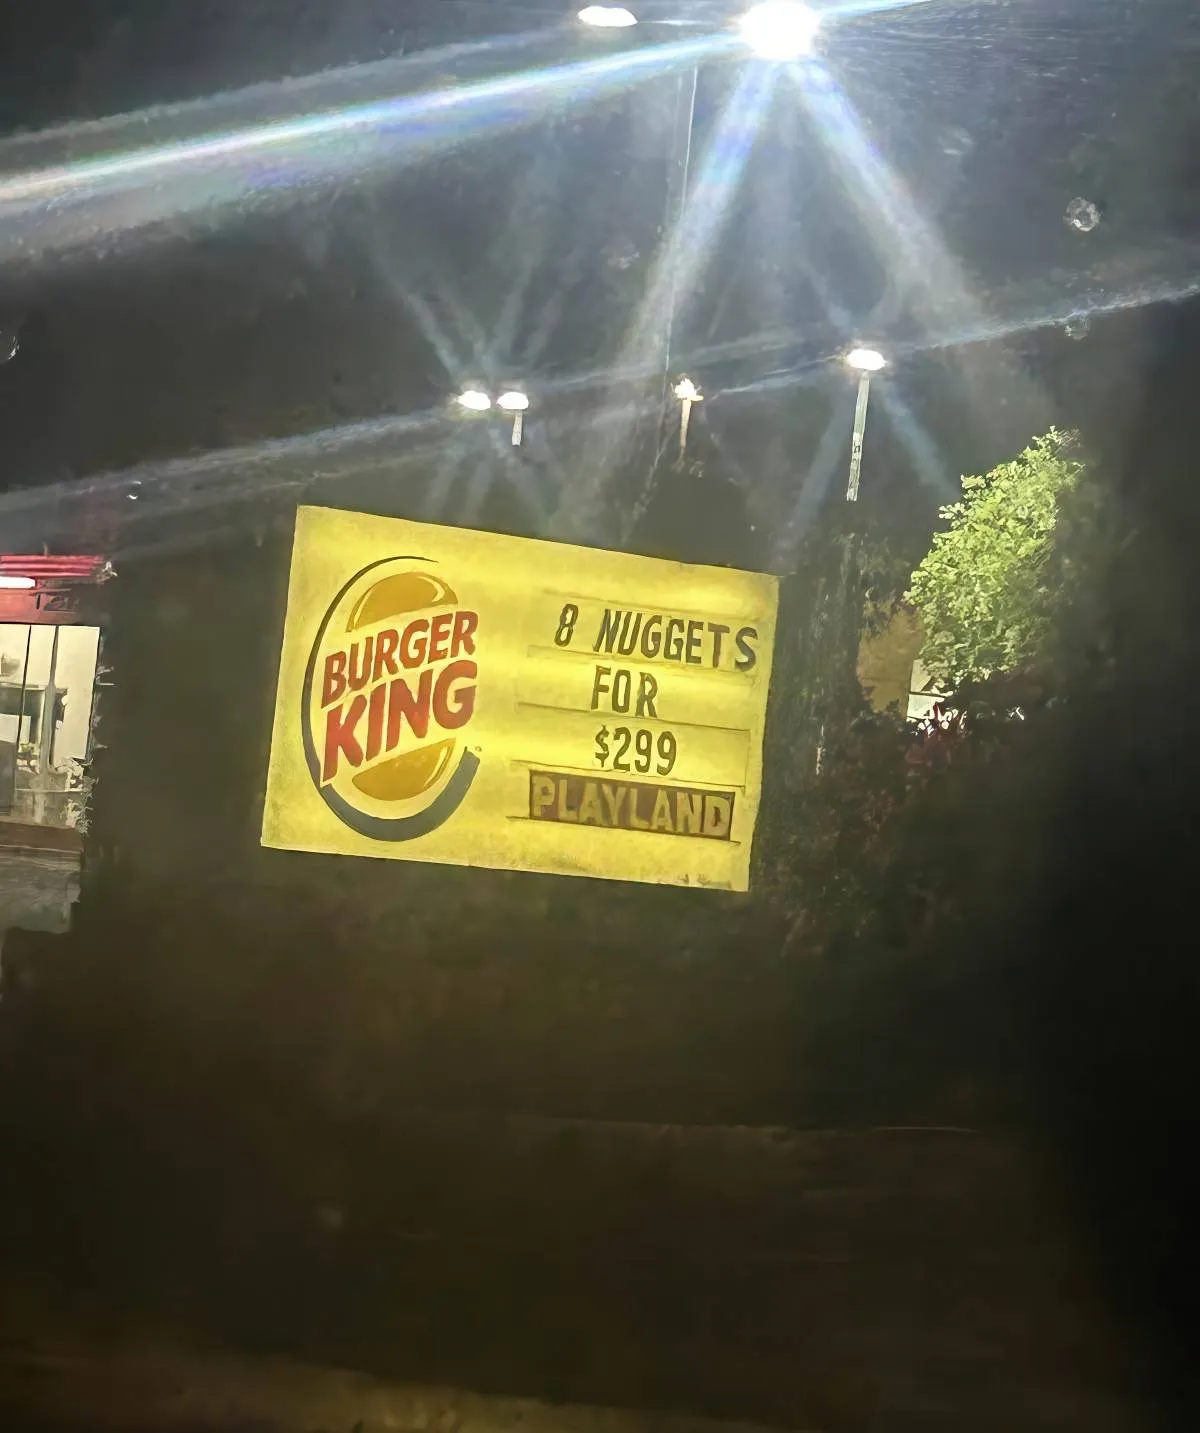 BURGER
KING
8 NUGGETS
FOR
$299
PLAYLAND